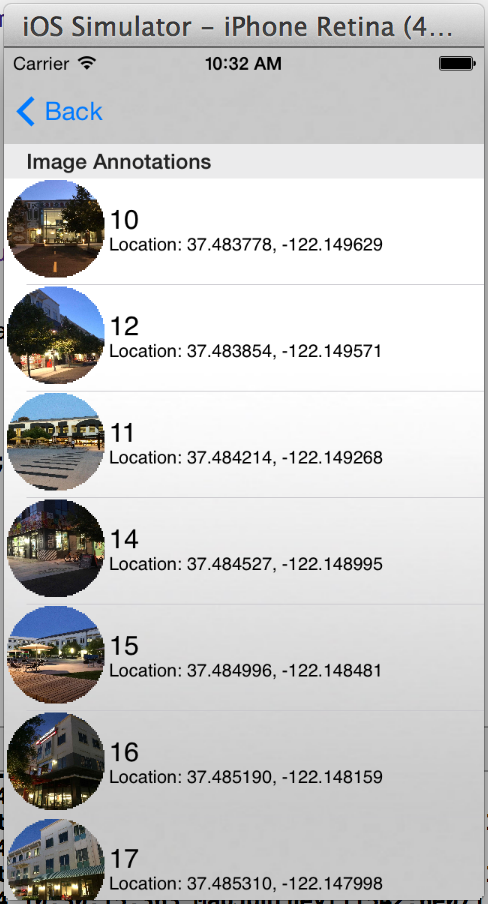 iOS Simulator – iPhone Retina (4...
Carrier 10:32 AM
Back
Image Annotations
10
Location: 37.483778, -122.149629
12
Location: 37.483854, -122.149571
11
Location: 37.484214, -122.149268
14
Location: 37.484527, -122.148995
15
Location: 37.484996, -122.148481
16
Location: 37.485190, -122.148159
17
Location: 37.485310, -122.147998